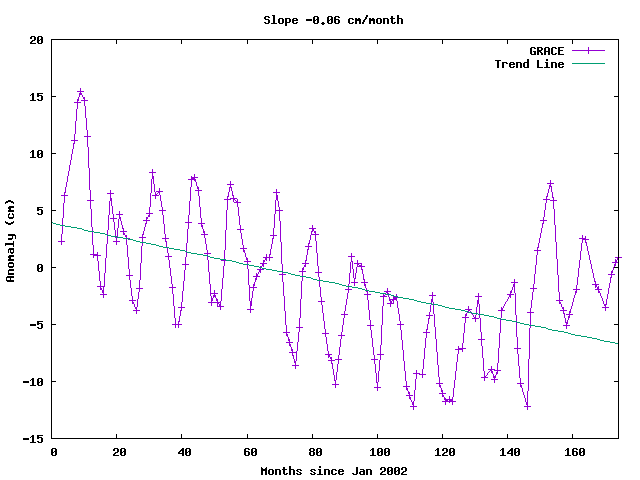 Slope -0.06 cm/month
GRACE
Trend Line
20
15
10
5
0
-5
-10
-15
Anomaly (cm)
0 20 40 60 80 100 120 140 160
Months since Jan 2002